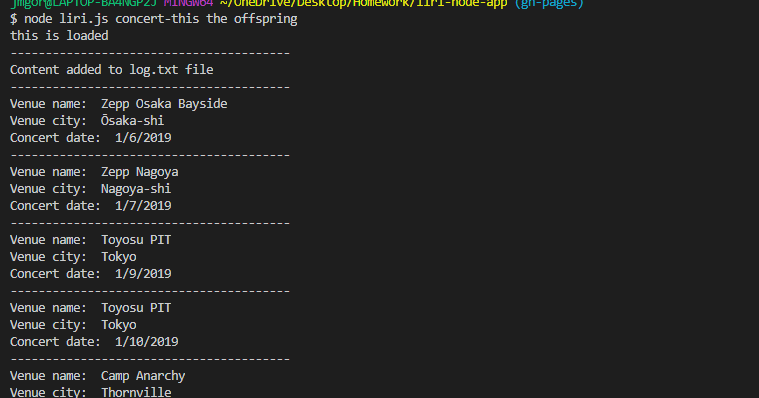 jmgor@LAPTOP-BA4NGP2J MINGW64 ~/OneDrive/Desktop/Homework/liri-node-app (gh-pages)
$ node liri.js concert-this the offspring
this is loaded
----------------------------------------
Content added to log.txt file
----------------------------------------
Venue name:  Zepp Osaka Bayside
Venue city:  Ōsaka-shi
Concert date:  1/6/2019
----------------------------------------
Venue name:  Zepp Nagoya
Venue city:  Nagoya-shi
Concert date:  1/7/2019
----------------------------------------
Venue name:  Toyosu PIT
Venue city:  Tokyo
Concert date:  1/9/2019
----------------------------------------
Venue name:  Toyosu PIT
Venue city:  Tokyo
Concert date:  1/10/2019
----------------------------------------
Venue name:  Camp Anarchy
Venue city:  Thornville